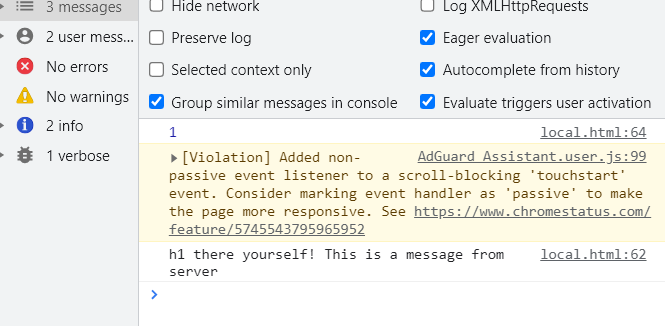 3 messages
Hide network
Log XMLHttpRequests
2 user mess...
Preserve log
Eager evaluation
No errors
Selected context only
Autocomplete from history
No warnings
Group similar messages in console
Evaluate triggers user activation
2 info
1 verbose
1 local.html:64
[Violation] Added non- AdGuard Assistant.user.js:99
passive event listener to a scroll-blocking 'touchstart'
event. Consider marking event handler as 'passive' to make
the page more responsive. See https://www.chromestatus.com/
feature/5745543795965952
h1 there yourself! This is a message from local.html:62
server